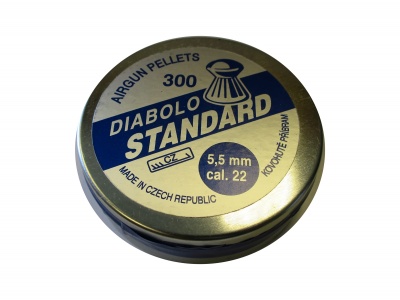 AIRGUN PELLETS
300
DIABOLO
STANDARD
CZ
5,5 mm
cal. 22
MADE IN CZECH REPUBLIC
KOVOHUTĚ PŘÍBRAM